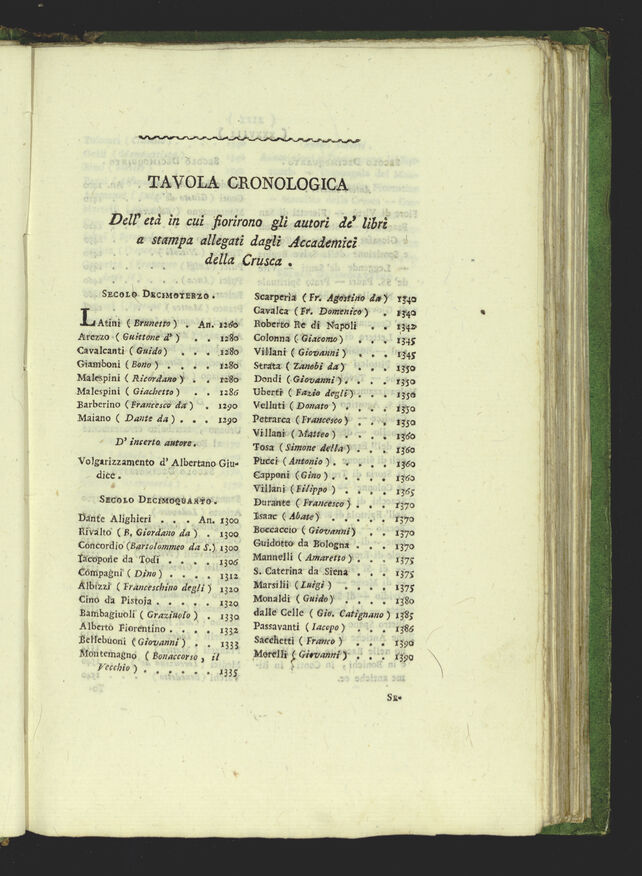 TAVOLA CRONOLOGICA
Dell' età in cui fiorirono gli autori de' libri
a stampa allegati dagli Accademici
della Crusca .
SECOLO DECIMOTERZO .
LAtini ( Brunetto ) . An. 1260
Arezzo ( Guittone d' ) . . 1280
Cavalcanti ( Guido ) . . . 1280
Giamboni ( Bono ) . . . . 1280
Malespini ( Ricordano ) . . 1280
Malespini ( Giachetto ) . . 1286
Barberino ( Francesco da ) . 1290
Maiano ( Dante da ) . . . 1290
D' incerto autore .
Volgarizzamento d' Albertano Giu-
dice .
SECOLO DECIMOQUARTO .
Dante Alighieri . . . An. 1300
Rivalto ( B. Giordano da ) . 1300
Concordio (Bartolommeo da S.) 1300
Iacopone da Todi . . . . 1306
Compagni ( Dino ) . . . . 1312
Albizzi ( Franceschino degli ) 1320
Cino da Pistoja . . . . . 1320
Bambagiuoli ( Graziuolo ) . 1330
Alberto Fiorentino . . . . 1332
Bellebuoni ( Giovanni ) . . 1333
Montemagno ( Bonaccorso , il
Vecchio ) . . . . . . 1335
Scarperia ( Fr. Agostino da ) 1340
Cavalca ( Fr. Domenico ) . 1340
Roberto Re di Napoli . . 1342
Colonna ( Giacomo ) . . . 1345
Villani ( Giovanni ) . . . 1345
Strata ( Zanobi da ) . . . 1350
Dondi ( Giovanni ) . . . . 1350
Uberti ( Fazio degli ) . . . 1350
Velluti ( Donato ) . . . . 1350
Petrarca ( Francesco ) . . . 1350
Villani ( Matteo ) . . . . 1360
Tosa ( Simone della ) . . . 1360
Pucci ( Antonio ) . . . . 1360
Capponi ( Gino ) . . . . . 1360
Villani ( Filippo ) . . . . 1365
Durante ( Francesco ) . . . 1370
Isaac ( Abate ) . . . . . 1370
Boccaccio ( Giovanni ) . . 1370
Guidotto da Bologna . . . 1370
Mannelli ( Amaretto ) . . . 1375
S. Caterina da Siena . . . 1375
Marsilii ( Luigi ) . . . . 1375
Monaldi ( Guido ) . . . . 1380
dalle Celle ( Gio. Catignano ) 1385
Passavanti ( Iacopo ) . . . 1386
Sacchetti ( Franco ) . . . 1390
Morelli ( Giovanni ) . . . 1390
SE-